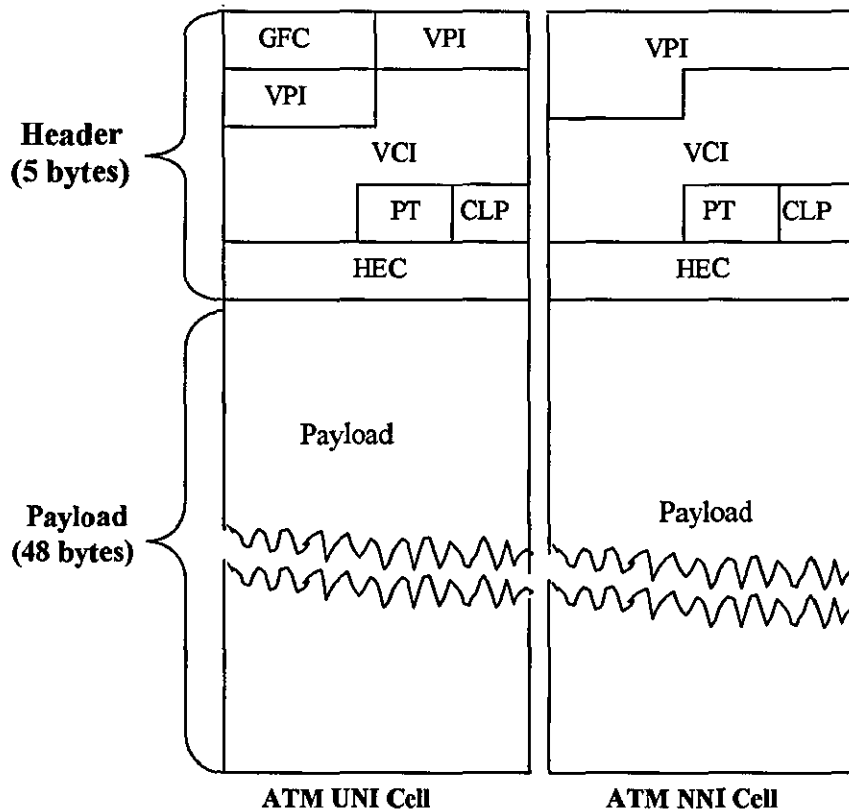 GFC VPI VPI
VPI
Header
(5 bytes)
VCI VCI
PT CLP PT CLP
HEC HEC
Payload
Payload
Payload
(48 bytes)
ATM UNI Cell ATM NNI Cell